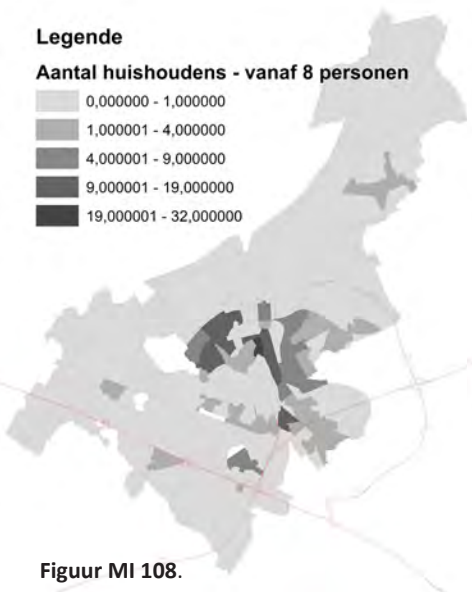 Legende
Aantal huishoudens - vanaf 8 personen
0,000000 - 1,000000
1,000001 - 4,000000
4,000001 - 9,000000
9,000001 - 19,000000
19,000001 - 32,000000
Figuur MI 108.